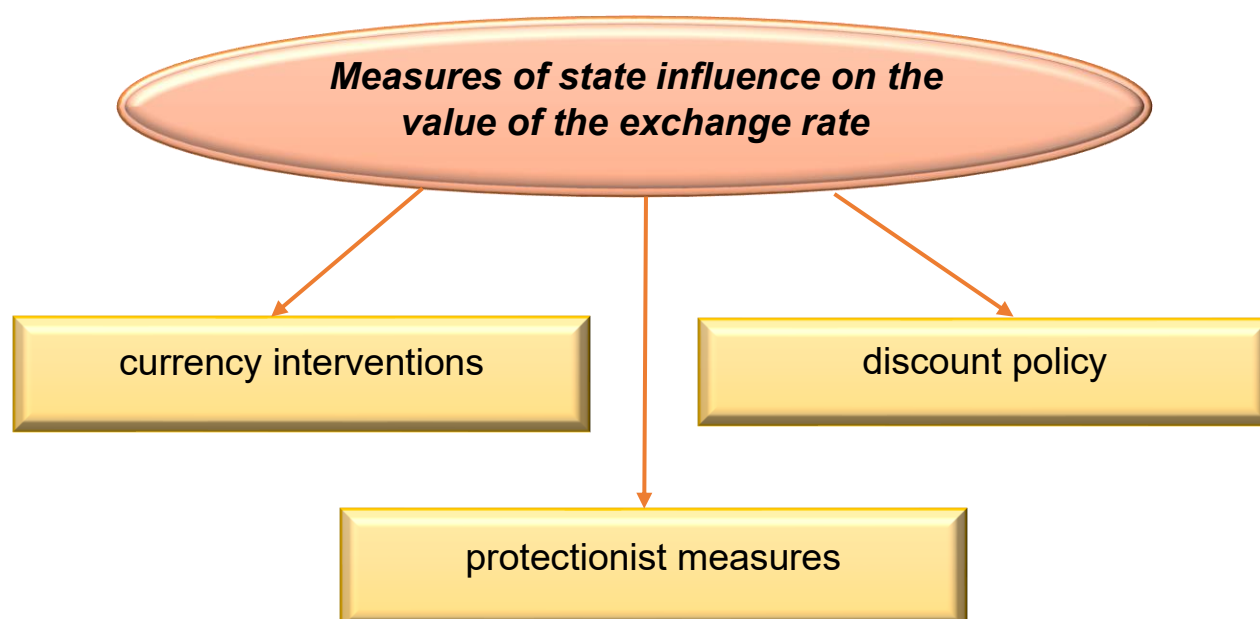 Measures of state influence on the
value of the exchange rate
currency interventions
discount policy
protectionist measures